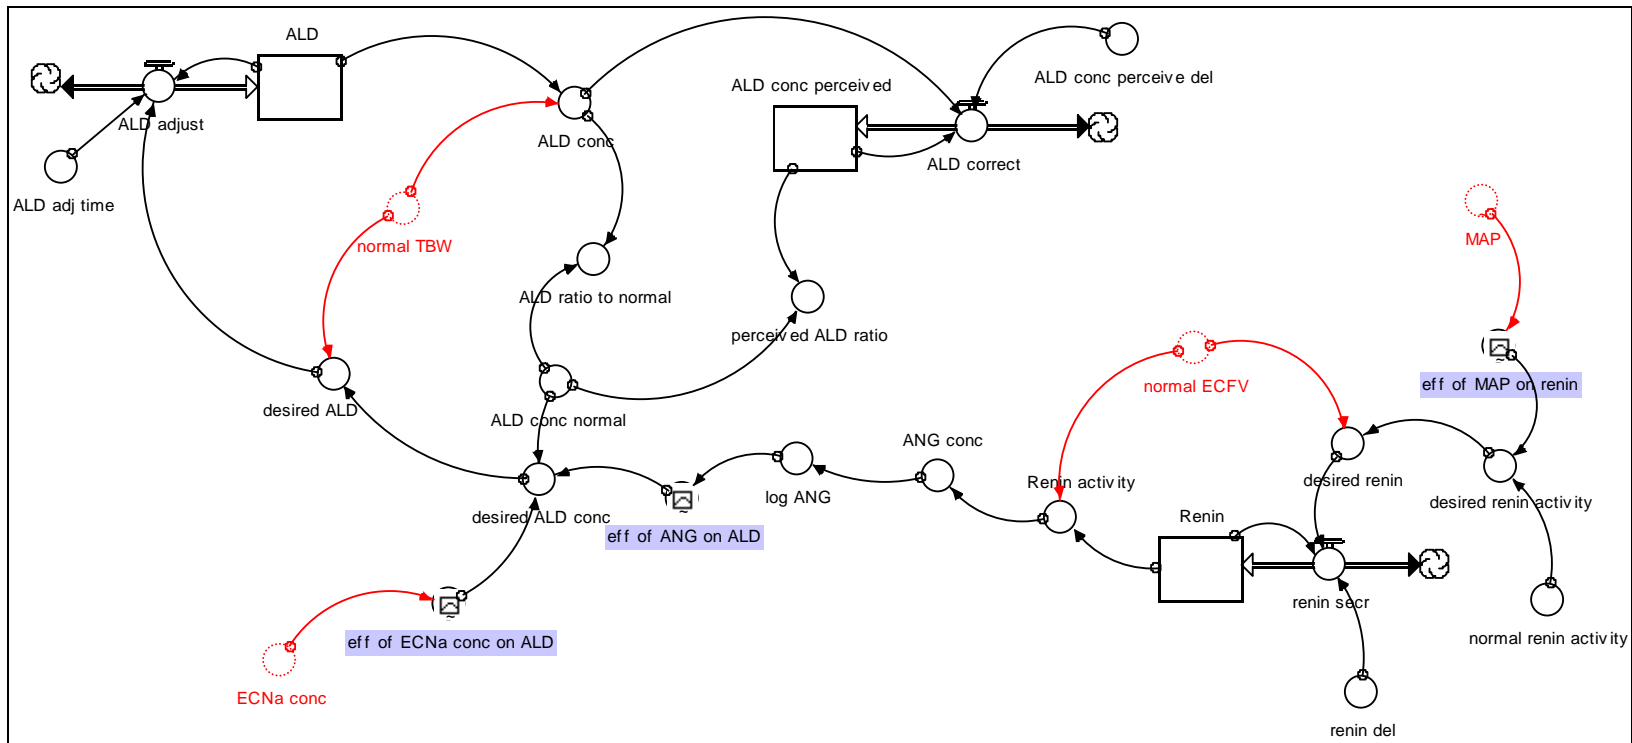 ALD
ALD conc perceive del
ALD conc perceived
ALD adjust
ALD conc
ALD correct
ALD adj time
normal TBW
MAP
ALD ratio to normal
perceived ALD ratio
normal ECFV
eff of MAP on renin
desired ALD
ALD conc normal
ANG conc
Renin activity
desired renin
log ANG
desired renin activity
desired ALD conc
Renin
eff of ANG on ALD
renin secr
normal renin activity
eff of ECNa conc on ALD
ECNa conc
renin del